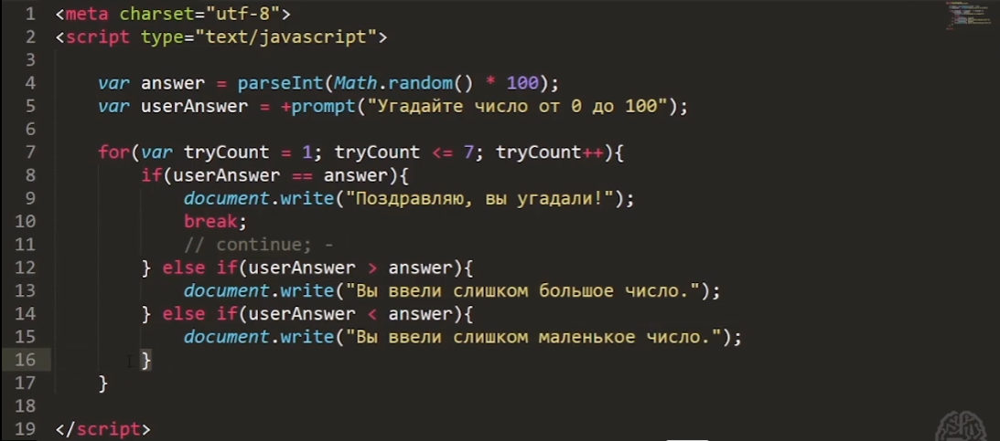 1 <meta charset="utf-8">
2 <script type="text/javascript">
3
4 var answer = parseInt(Math.random() * 100);
5 var userAnswer = +prompt("Угадайте число от 0 до 100");
6
7 for(var tryCount = 1; tryCount <= 7; tryCount++){
8 if(userAnswer == answer){
9 document.write("Поздравляю, вы угадали!");
10 break;
11 // continue; -
12 } else if(userAnswer > answer){
13 document.write("Вы ввели слишком большое число.");
14 } else if(userAnswer < answer){
15 document.write("Вы ввели слишком маленькое число.");
16 }
17 }
18
19 </script>